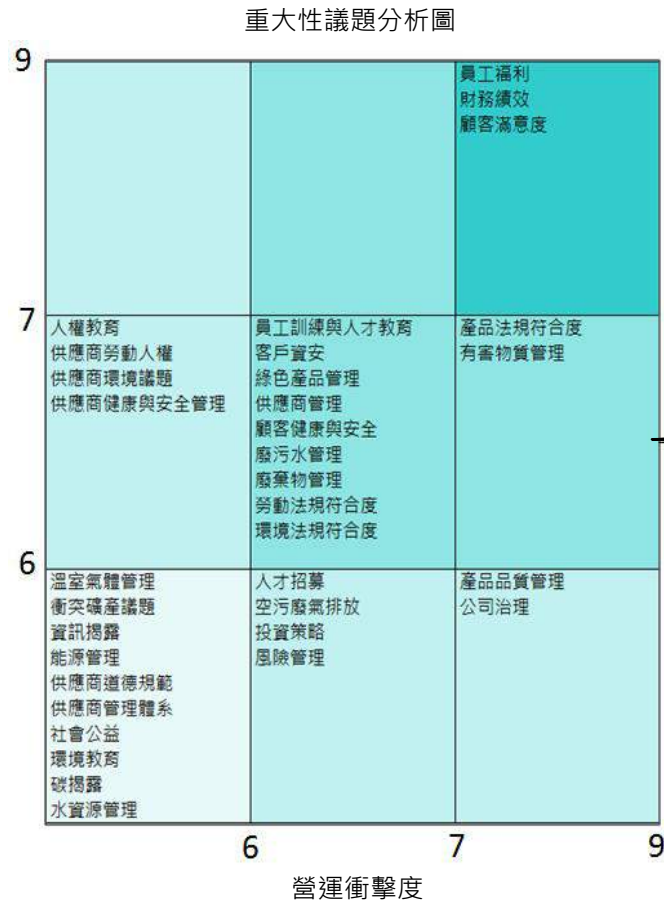 重大性議題分析圖
9
員工福利
財務績效
顧客滿意度
7
人權教育
供應商勞動人權
供應商環境議題
供應商健康與安全管理
員工訓練與人才教育
客戶資安
綠色產品管理
供應商管理
顧客健康與安全
廢污水管理
廢棄物管理
勞動法規符合度
環境法規符合度
產品法規符合度
有害物質管理
6
溫室氣體管理
衝突礦產議題
資訊揭露
能源管理
供應商道德規範
供應商管理體系
社會公益
環境教育
碳揭露
水資源管理
人才招募
空污廢氣排放
投資策略
風險管理
產品品質管理
公司治理
6
7
9
營運衝擊度